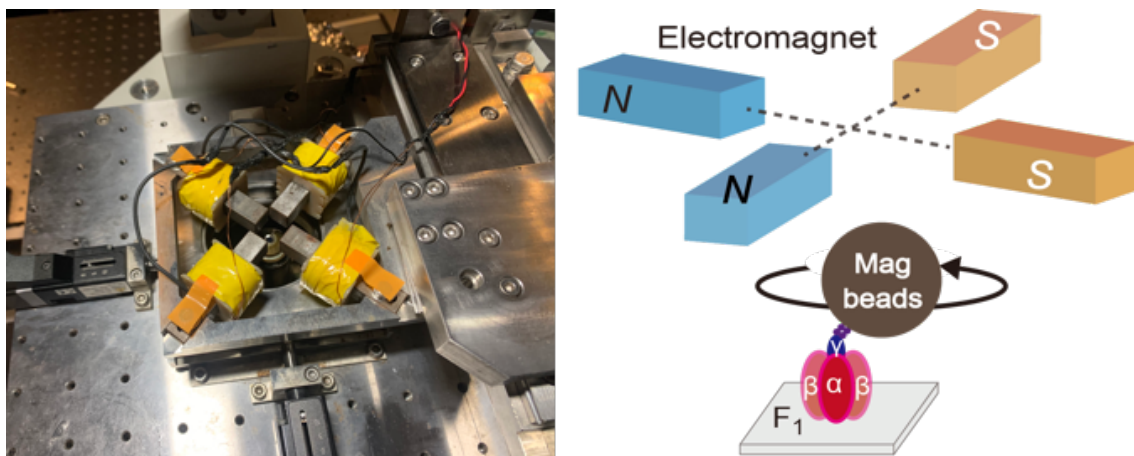 Electromagnet
S
N
S
N
Mag
beads
γ
β α β
F₁